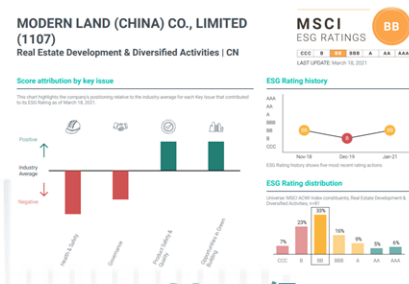 MODERN LAND (CHINA) CO., LIMITED
(1107)
Real Estate Development & Diversified Activities | CN
MSCI
ESG RATINGS
BB
CCC B BB BBB A AA AAA
LAST UPDATE: March 18, 2021
Score attribution by key issue
This chart highlights the company's positioning relative to the industry average for each Key Issue that contributed
to its ESG Rating as of March 18, 2021.
Positive
Industry
Average
Negative
Health & Safety
Governance
Product Safety &
Quality
Opportunities in Green
Building
ESG Rating history
AAA
AA
A
BBB
BB
B
CCC
BB
B
BB
Nov-18 Dec-19 Jan-21
ESG Rating history shows five most recent rating actions
ESG Rating distribution
Universe: MSCI ACWI Index constituents, Real Estate Development &
Diversified Activities,
7%
23%
33%
16%
9%
5%
6%
CCC B BB BBB A AA AAA